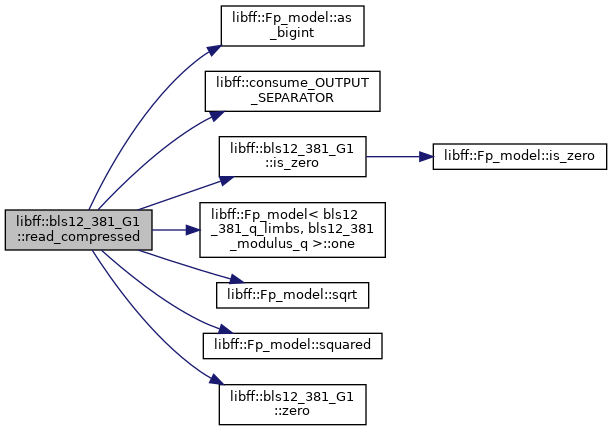 libff::Fp_model::as
_bigint
libff::consume_OUTPUT
_SEPARATOR
libff::bls12_381_G1
::is_zero
libff::Fp_model::is_zero
libff::bls12_381_G1
::read_compressed
libff::Fp_model< bls12
_381_q_limbs, bls12_381
_modulus_q >::one
libff::Fp_model::sqrt
libff::Fp_model::squared
libff::bls12_381_G1
::zero